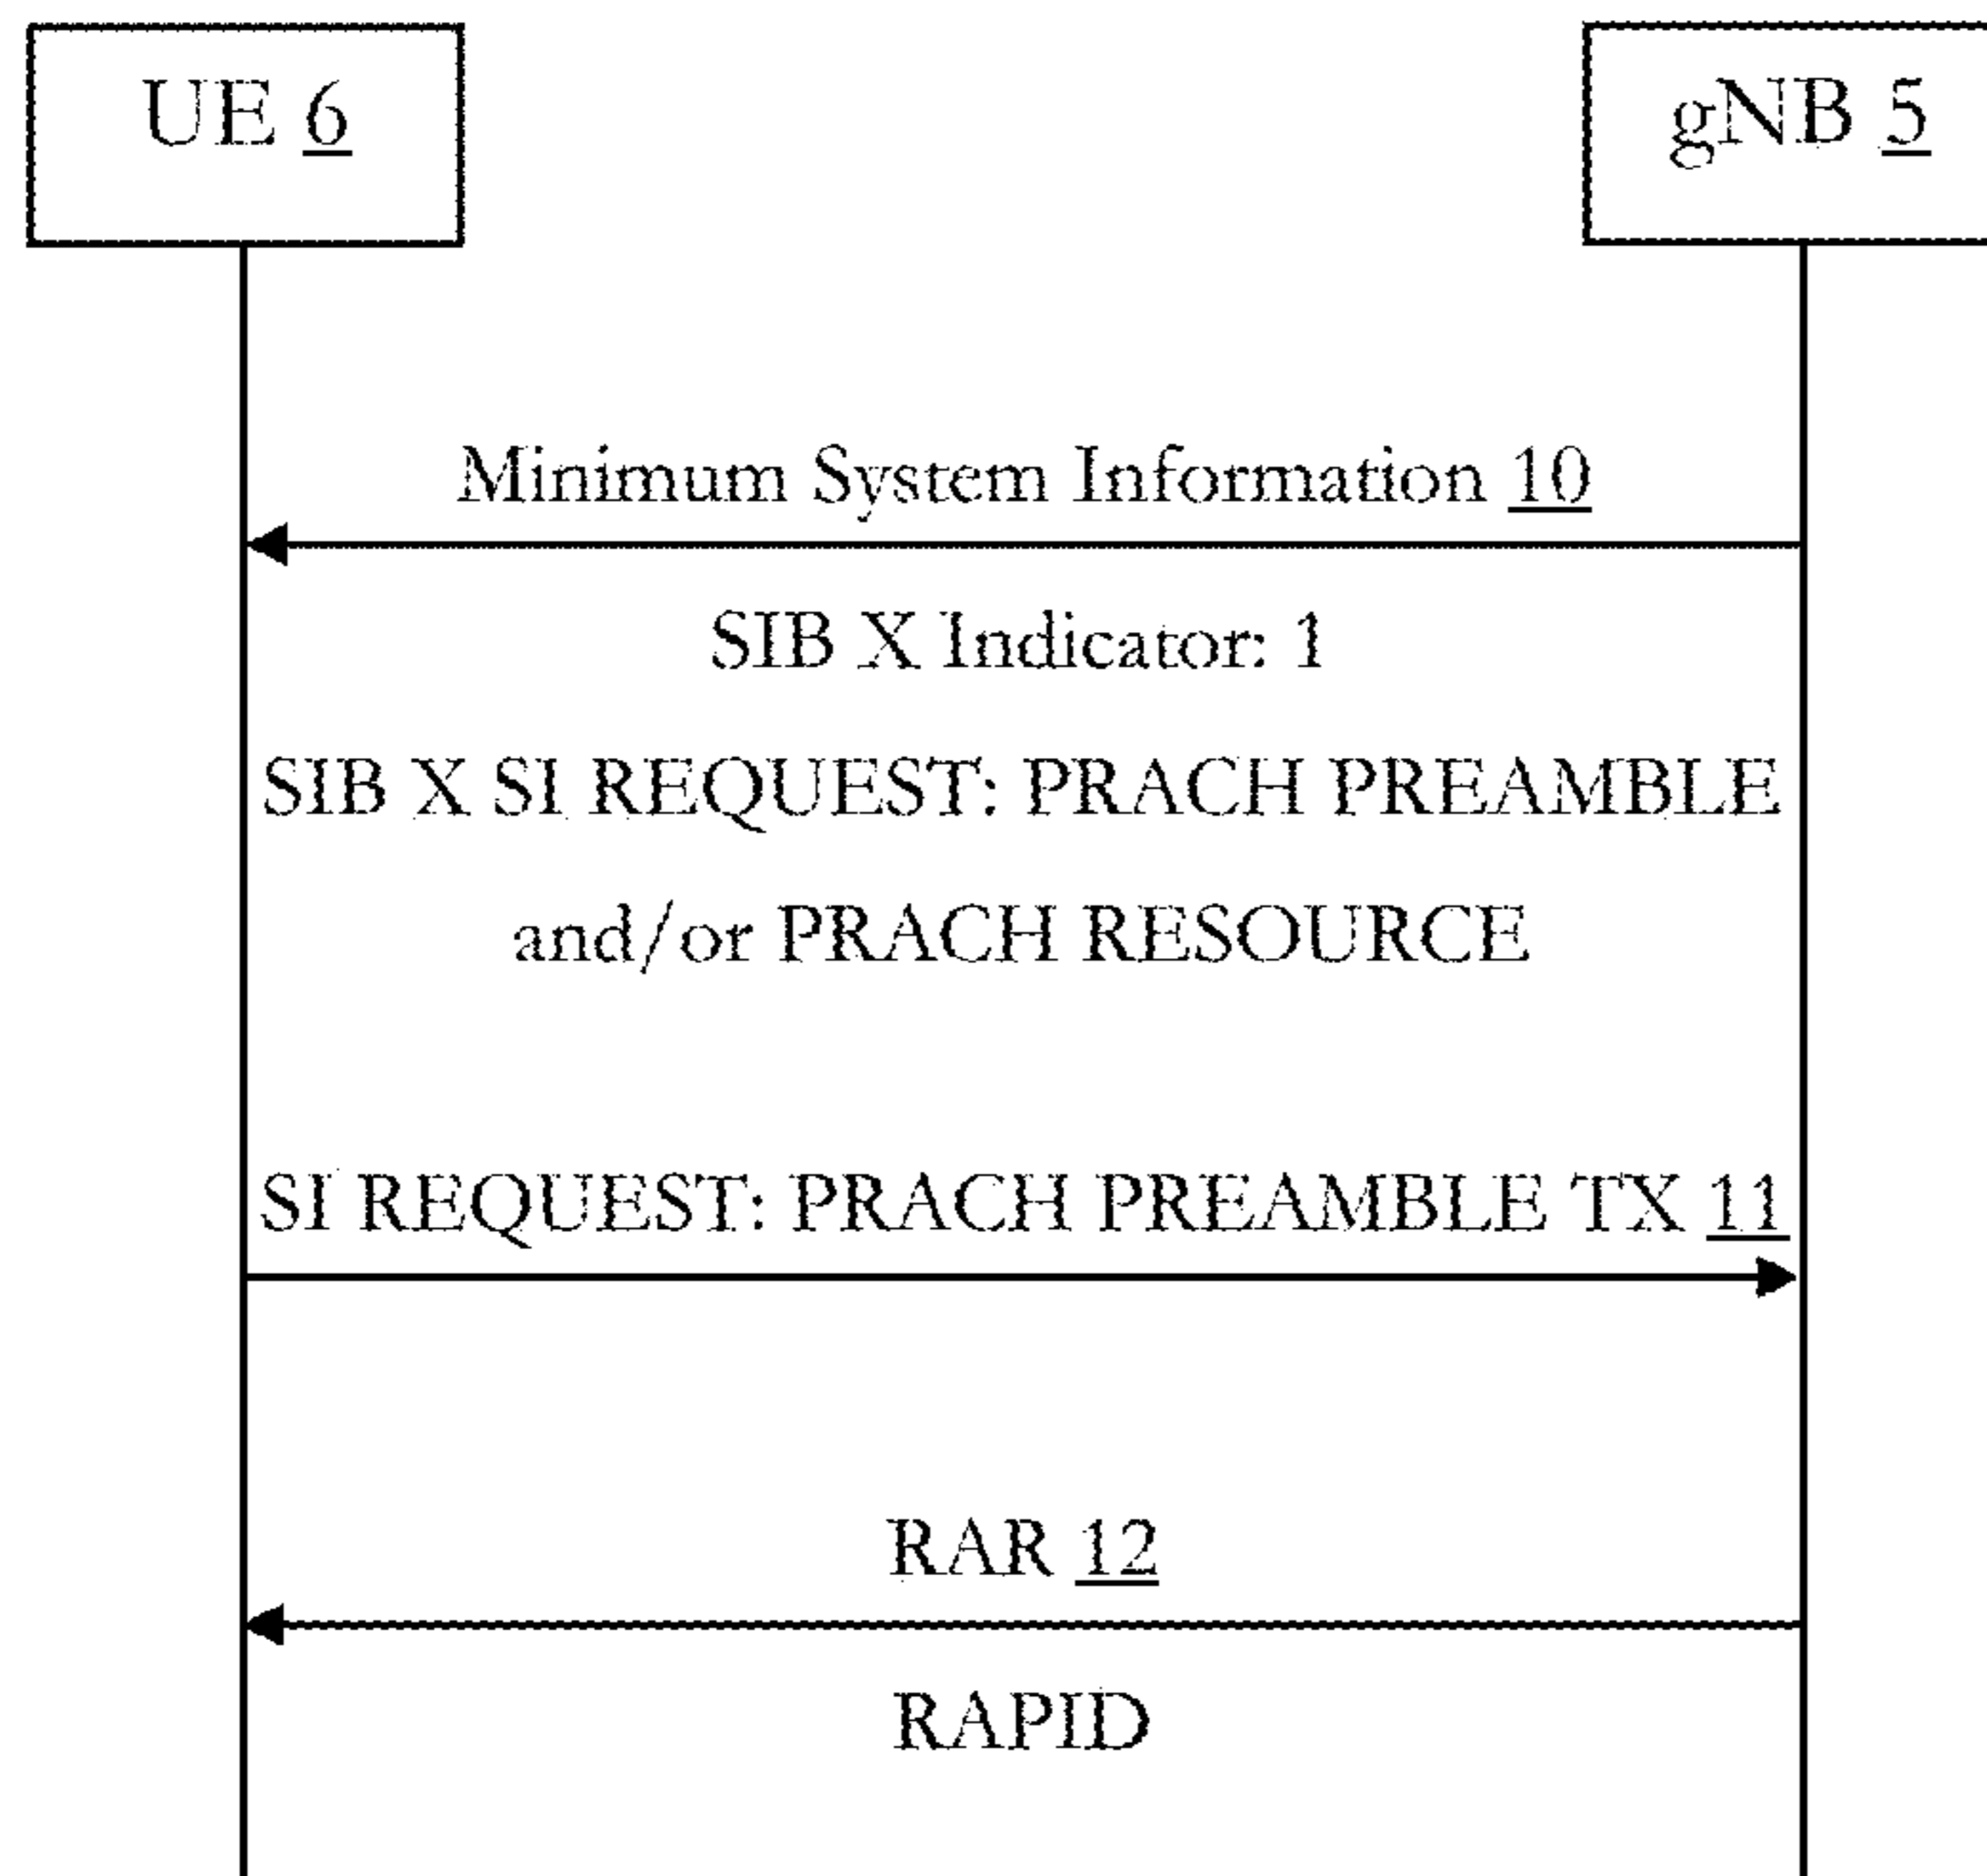 UE 6
gNB 5
Minimum System Information 10
SIB X Indicator: 1
SIB X SI REQUEST: PRACH PREAMBLE
and/or PRACH RESOURCE
SI REQUEST: PRACH PREAMBLE TX 11
RAR 12
RAPID